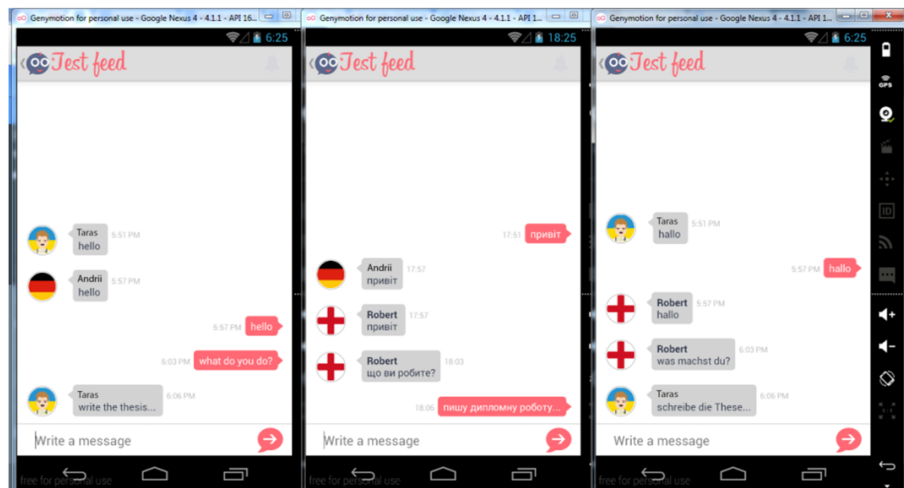 Genymotion for personal use - Google Nexus 4 - 4.1.1 - API 16...
6:25
Test feed
Taras 5:51 PM
hello
Andrii 5:57 PM
hello
5:57 PM hello
6:03 PM what do you do?
Taras 6:06 PM
write the thesis...
Write a message
free for personal use
Genymotion for personal use - Google Nexus 4 - 4.1.1 - API 1...
18:25
Test feed
17:51 привіт
Andrii 17:57
привіт
Robert 17:57
привіт
Robert 18:03
що ви робите?
18:06 пишу дипломну роботу...
Write a message
free for personal use
Genymotion for personal use - Google Nexus 4 - 4.1.1 - API 1...
6:25
Test feed
Taras 5:51 PM
hallo
5:57 PM hallo
Robert 5:57 PM
hallo
Robert 6:03 PM
was machst du?
Taras 6:06 PM
schreibe die These...
Write a message
free for personal use
GPS
ID